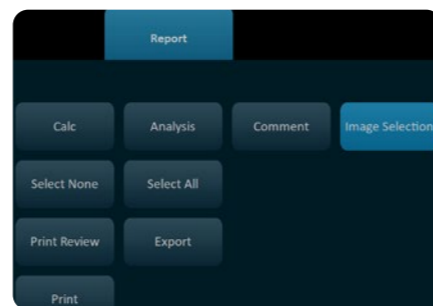 Report
Calc Analysis Comment Image Selection
Select None Select All
Print Review Export
Print